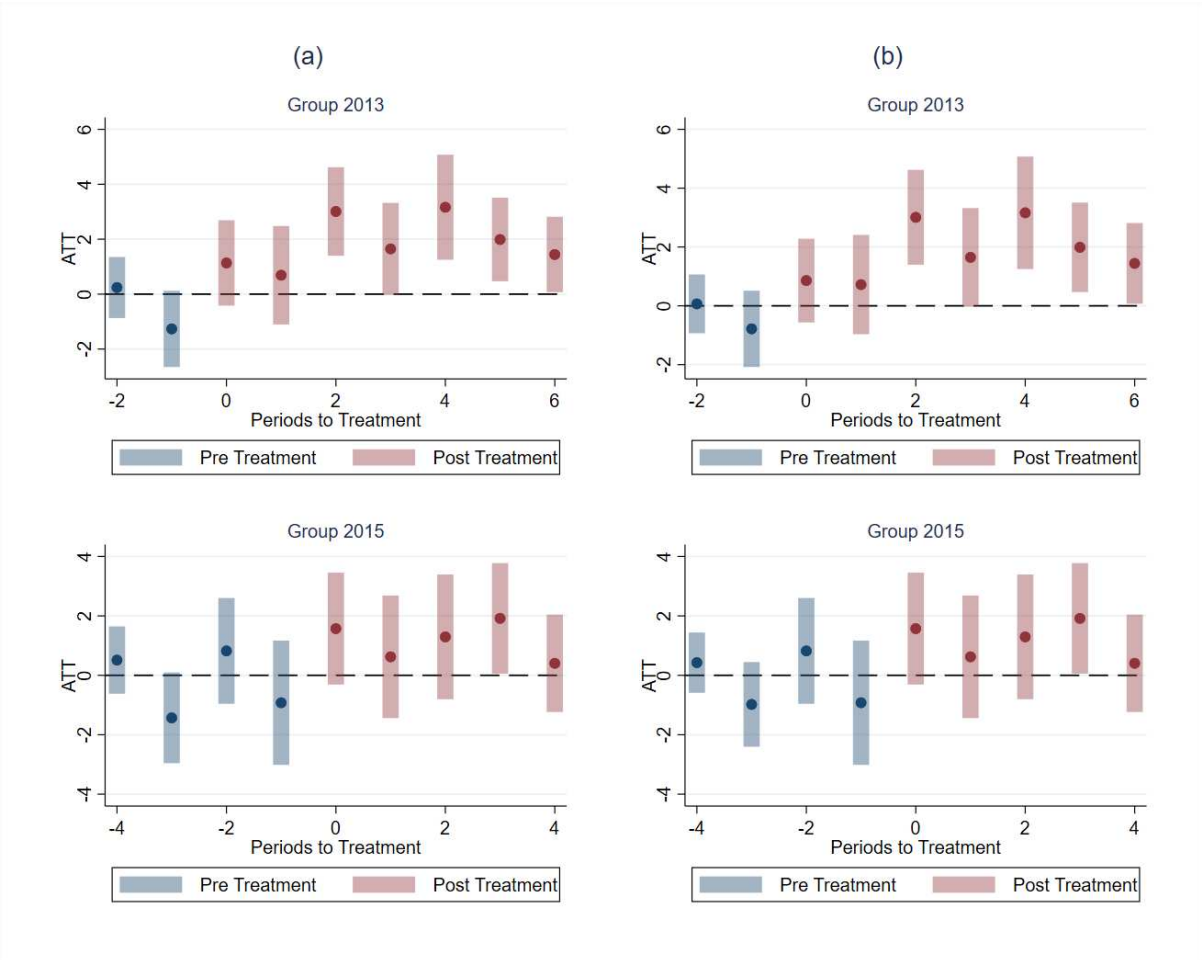 (a)
Group 2013
6
4
2
0
-2
ATT
-2 0 2 4 6
Periods to Treatment
Pre Treatment Post Treatment
(b)
Group 2013
6
4
2
0
-2
ATT
-2 0 2 4 6
Periods to Treatment
Pre Treatment Post Treatment
Group 2015
4
2
0
-2
-4
ATT
-4 -2 0 2 4
Periods to Treatment
Pre Treatment Post Treatment
Group 2015
4
2
0
-2
-4
ATT
-4 -2 0 2 4
Periods to Treatment
Pre Treatment Post Treatment